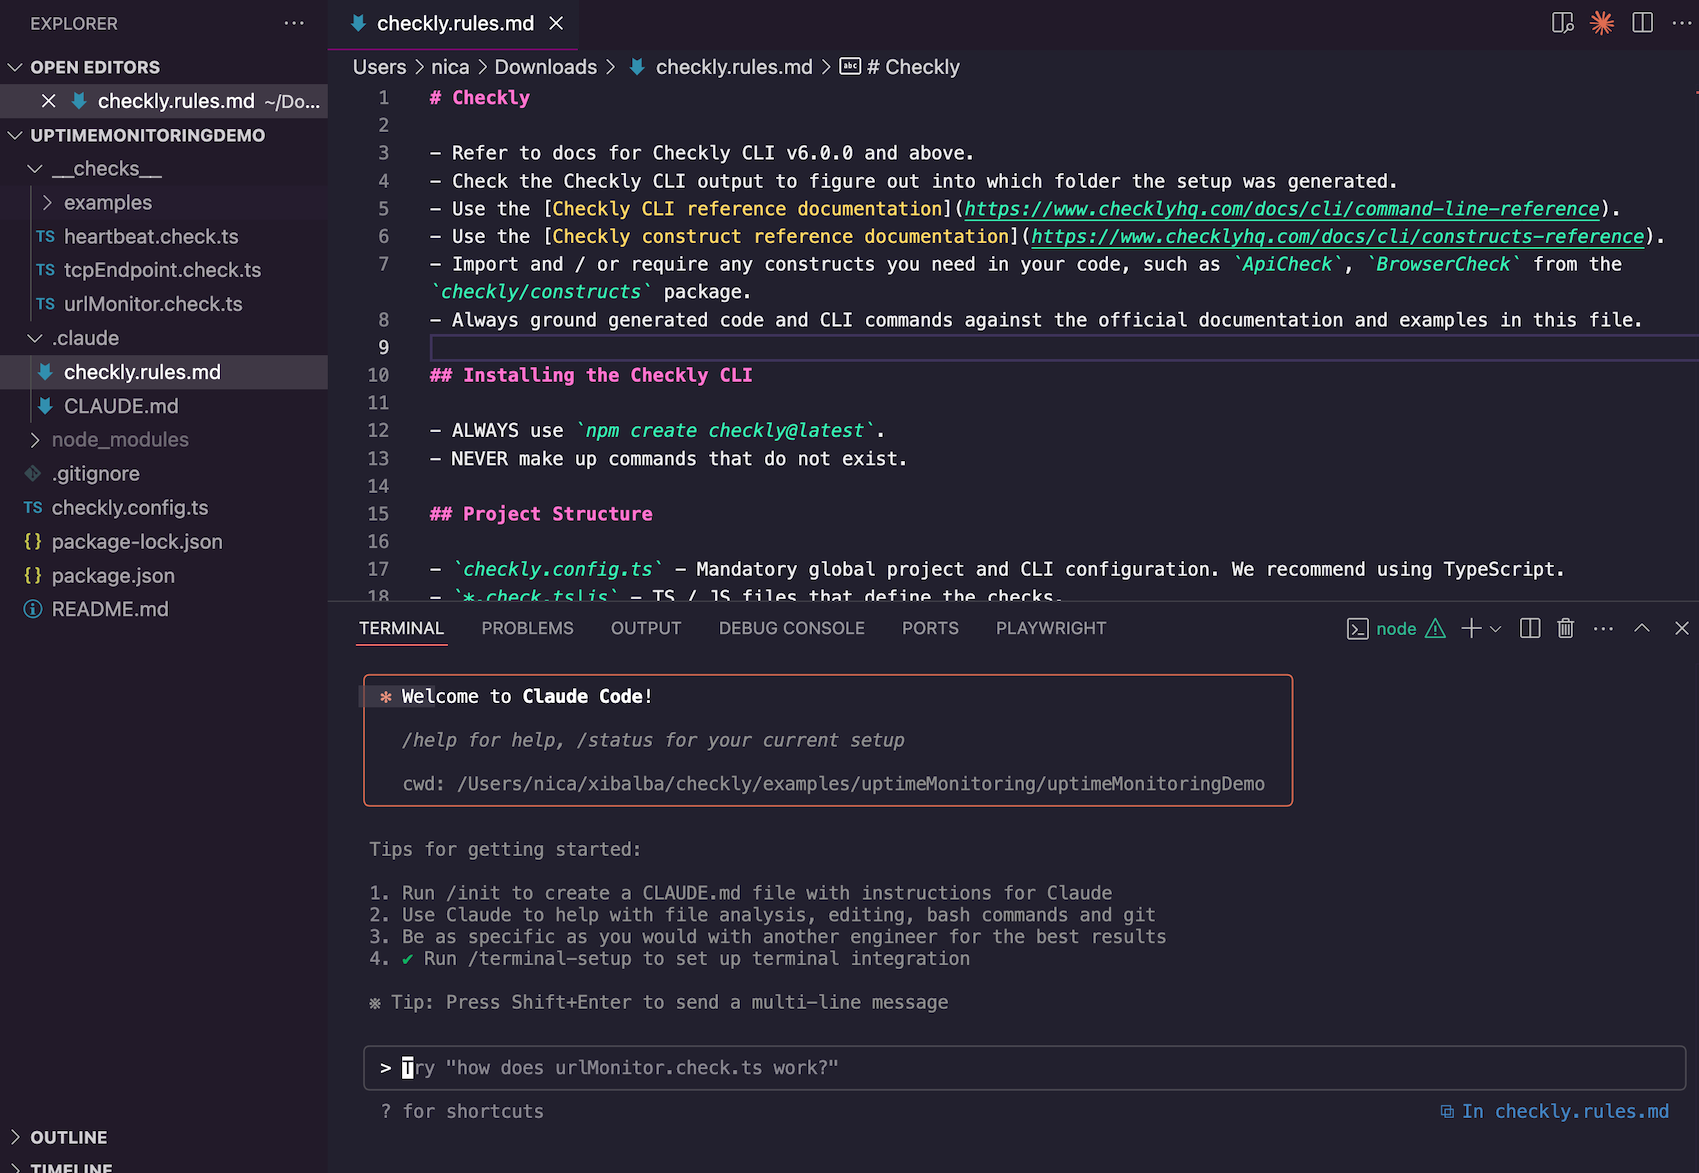 EXPLORER
OPEN EDITORS
checkly.rules.md ~/Do...
UPTIMEMONITORINGDEMO
__checks__
examples
TS heartbeat.check.ts
TS tcpEndpoint.check.ts
TS urlMonitor.check.ts
.claude
checkly.rules.md
CLAUDE.md
node_modules
.gitignore
TS checkly.config.ts
{} package-lock.json
{} package.json
README.md
OUTLINE
TIMELINE
checkly.rules.md
Users > nica > Downloads > checkly.rules.md > abc # Checkly
1 # Checkly
2
3 - Refer to docs for Checkly CLI v6.0.0 and above.
4 - Check the Checkly CLI output to figure out into which folder the setup was generated.
5 - Use the [Checkly CLI reference documentation](https://www.checklyhq.com/docs/cli/command-line-reference).
6 - Use the [Checkly construct reference documentation](https://www.checklyhq.com/docs/cli/constructs-reference).
7 - Import and / or require any constructs you need in your code, such as `ApiCheck`, `BrowserCheck` from the
`checkly/constructs` package.
8 - Always ground generated code and CLI commands against the official documentation and examples in this file.
9
10 ## Installing the Checkly CLI
11
12 - ALWAYS use `npm create checkly@latest`.
13 - NEVER make up commands that do not exist.
14
15 ## Project Structure
16
17 - `checkly.config.ts` - Mandatory global project and CLI configuration. We recommend using TypeScript.
18 - `*.check.ts|js` - TS / JS files that define the checks.
TERMINAL PROBLEMS OUTPUT DEBUG CONSOLE PORTS PLAYWRIGHT node
✻ Welcome to Claude Code!
/help for help, /status for your current setup
cwd: /Users/nica/xibalba/checkly/examples/uptimeMonitoring/uptimeMonitoringDemo
Tips for getting started:
1. Run /init to create a CLAUDE.md file with instructions for Claude
2. Use Claude to help with file analysis, editing, bash commands and git
3. Be as specific as you would with another engineer for the best results
4. ✔ Run /terminal-setup to set up terminal integration
※ Tip: Press Shift+Enter to send a multi-line message
> Try "how does urlMonitor.check.ts work?"
? for shortcuts
⧉ In checkly.rules.md